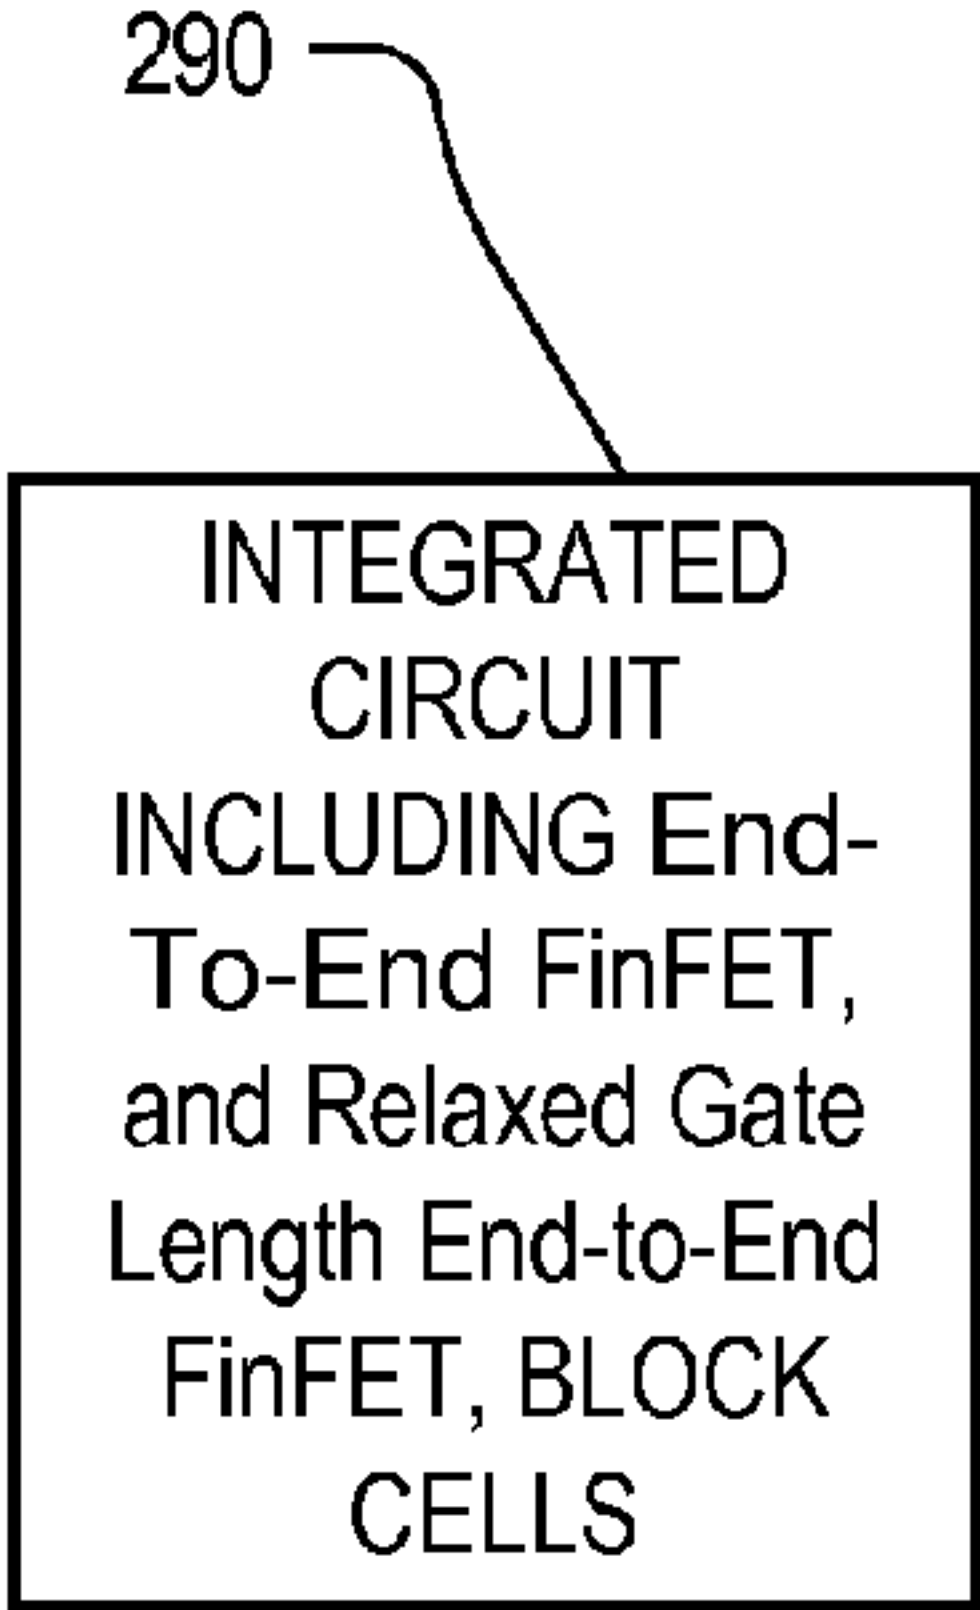 290
INTEGRATED
CIRCUIT
INCLUDING End-
To-End FinFET,
and Relaxed Gate
Length End-to-End
FinFET, BLOCK
CELLS